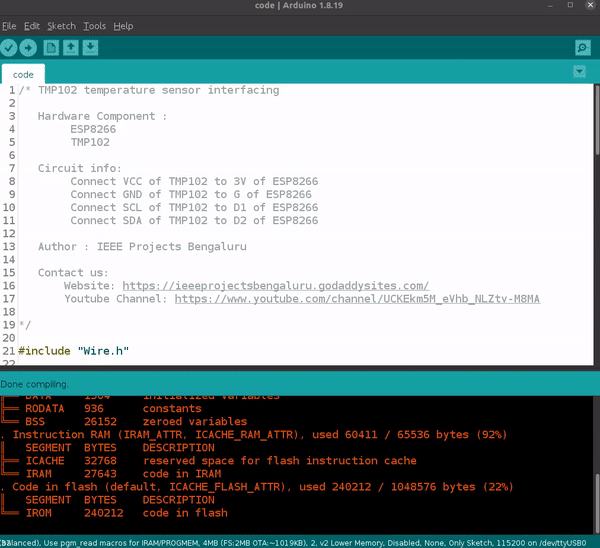 code | Arduino 1.8.19
File Edit Sketch Tools Help
code
1 /* TMP102 temperature sensor interfacing
2
3 Hardware Component :
4 ESP8266
5 TMP102
6
7 Circuit info:
8 Connect VCC of TMP102 to 3V of ESP8266
9 Connect GND of TMP102 to G of ESP8266
10 Connect SCL of TMP102 to D1 of ESP8266
11 Connect SDA of TMP102 to D2 of ESP8266
12
13 Author : IEEE Projects Bengaluru
14
15 Contact us:
16 Website: https://ieeeprojectsbengaluru.godaddysites.com/
17 Youtube Channel: https://www.youtube.com/channel/UCKEkm5M_eVhb_NLZtv-M8MA
18
19 */
20
21 #include "Wire.h"
22
Done compiling.
╠══ DATA 1504 initialized variables
╠══ RODATA 936 constants
╚══ BSS 26152 zeroed variables
. Instruction RAM (IRAM_ATTR, ICACHE_RAM_ATTR), used 60411 / 65536 bytes (92%)
║ SEGMENT BYTES DESCRIPTION
╠══ ICACHE 32768 reserved space for flash instruction cache
╚══ IRAM 27643 code in IRAM
. Code in flash (default, ICACHE_FLASH_ATTR), used 240212 / 1048576 bytes (22%)
║ SEGMENT BYTES DESCRIPTION
╚══ IROM 240212 code in flash
balanced), Use pgm_read macros for IRAM/PROGMEM, 4MB (FS:2MB OTA:~1019KB), 2, v2 Lower Memory, Disabled, None, Only Sketch, 115200 on /dev/ttyUSB0